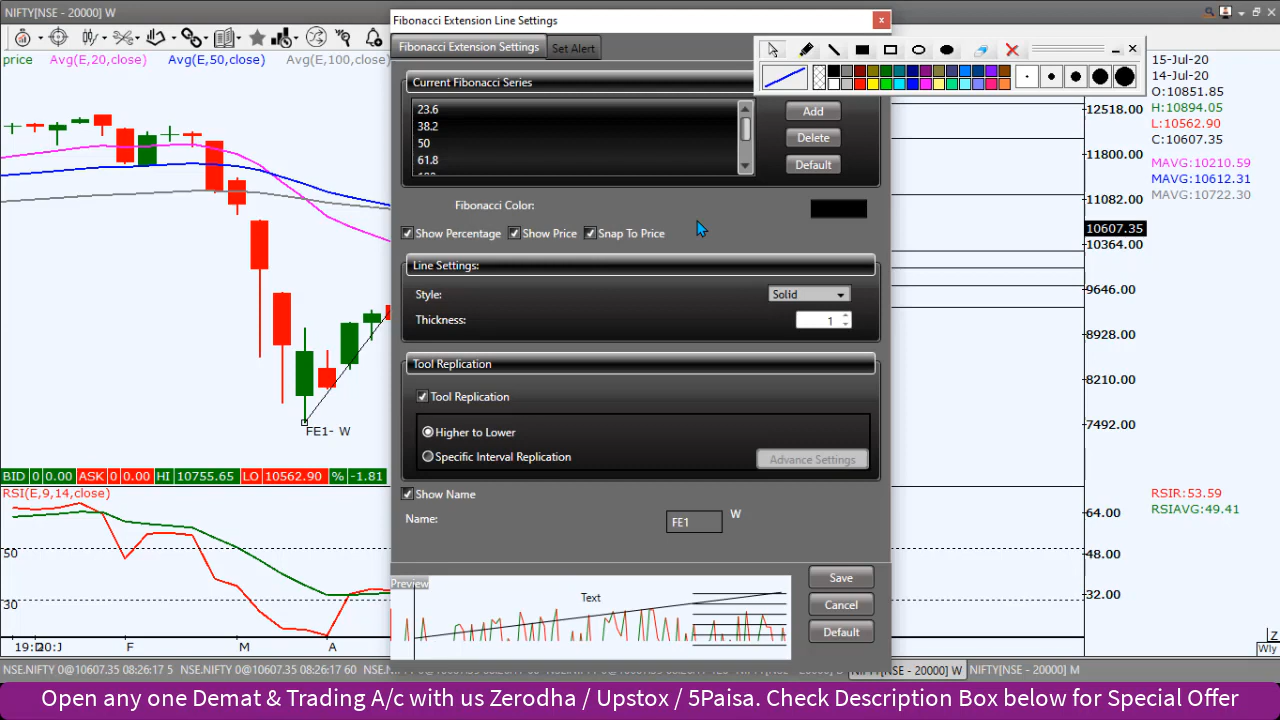 NIFTY[NSE - 20000] W
Fibonacci Extension Line Settings
price Avg(E,20,close) Avg(E,50,close) Avg(E,100,close)
Fibonacci Extension Settings
Set Alert
Current Fibonacci Series
23.6
38.2
50
61.8
100
Add
Delete
Default
Fibonacci Color:
Show Percentage
Show Price
Snap To Price
Line Settings:
Style:
Solid
Thickness:
1
Tool Replication
Tool Replication
Higher to Lower
Specific Interval Replication
Advance Settings
Show Name
Name:
FE1
W
Preview
Text
Save
Cancel
Default
15-Jul-20
14-Jul-20
O:10851.85
H:10894.05
L:10562.90
C:10607.35
MAVG:10210.59
MAVG:10612.31
MAVG:10722.30
12518.00
11800.00
11082.00
10607.35
10364.00
9646.00
8928.00
8210.00
7492.00
FE1- W
BID 0 0.00 ASK 0 0.00 HI 10755.65 LO 10562.90 % -1.81
RSI(E,9,14,close)
50
30
RSIR:53.59
RSIAVG:49.41
64.00
48.00
32.00
F M A
Z
Wly
NSE.NIFTY 0@10607.35 08:26:17 5 NSE.NIFTY 0@10607.35 08:26:17 60
NSE - 20000] W
NIFTY[NSE - 20000] M
Open any one Demat & Trading A/c with us Zerodha / Upstox / 5Paisa. Check Description Box below for Special Offer